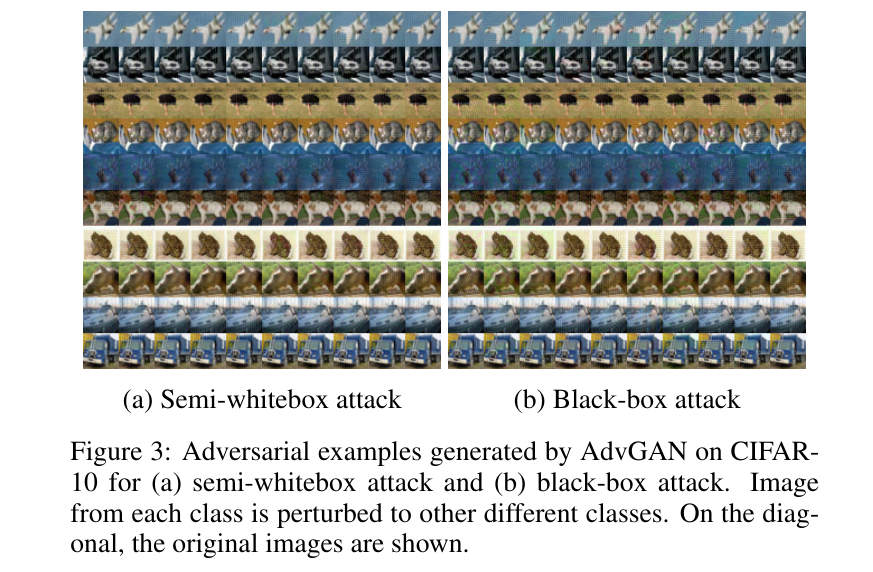 (a) Semi-whitebox attack
(b) Black-box attack
Figure 3: Adversarial examples generated by AdvGAN on CIFAR-
10 for (a) semi-whitebox attack and (b) black-box attack. Image
from each class is perturbed to other different classes. On the diag-
onal, the original images are shown.